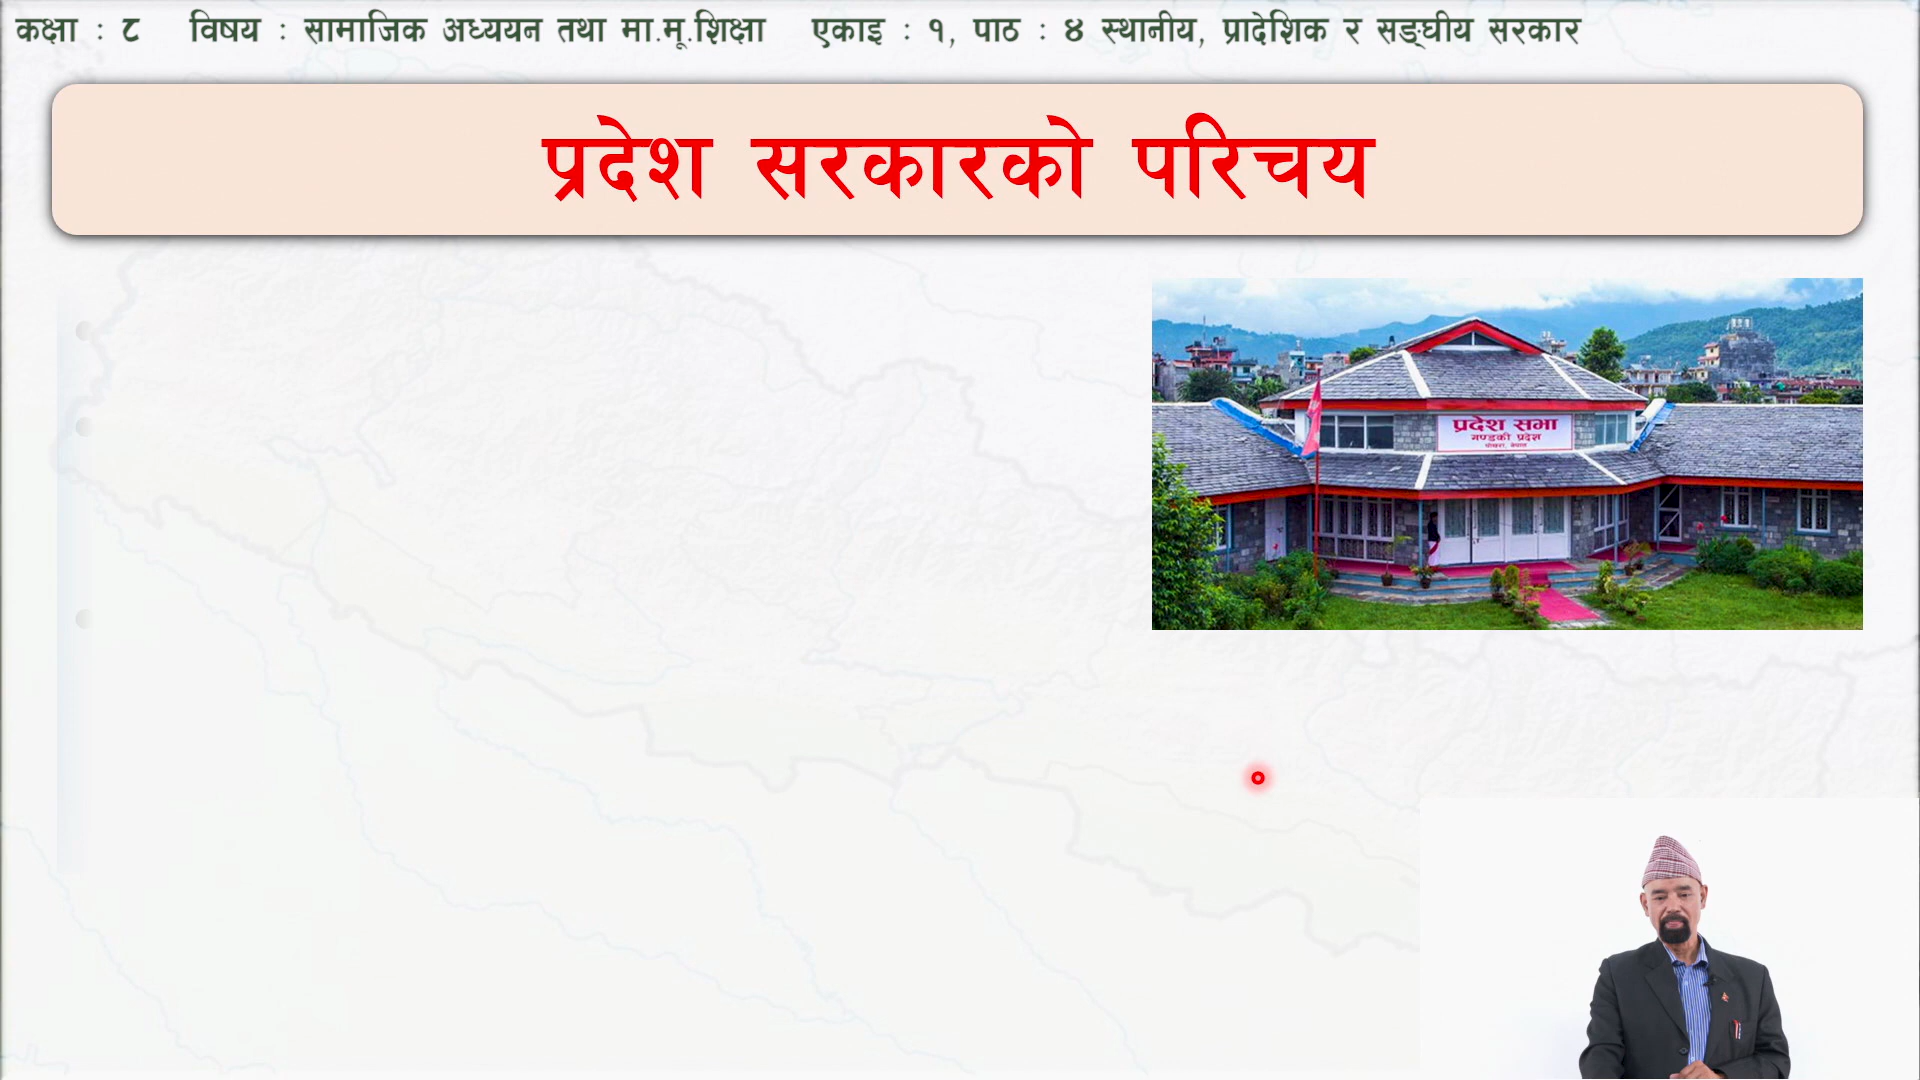 कक्षा : ८ विषय : सामाजिक अध्ययन तथा मा.मू.शिक्षा एकाइ : १, पाठ : ४ स्थानीय, प्रादेशिक र सङ्घीय सरकार
प्रदेश सरकारको परिचय
प्रदेश सभा
गण्डकी प्रदेश
पोखरा, नेपाल